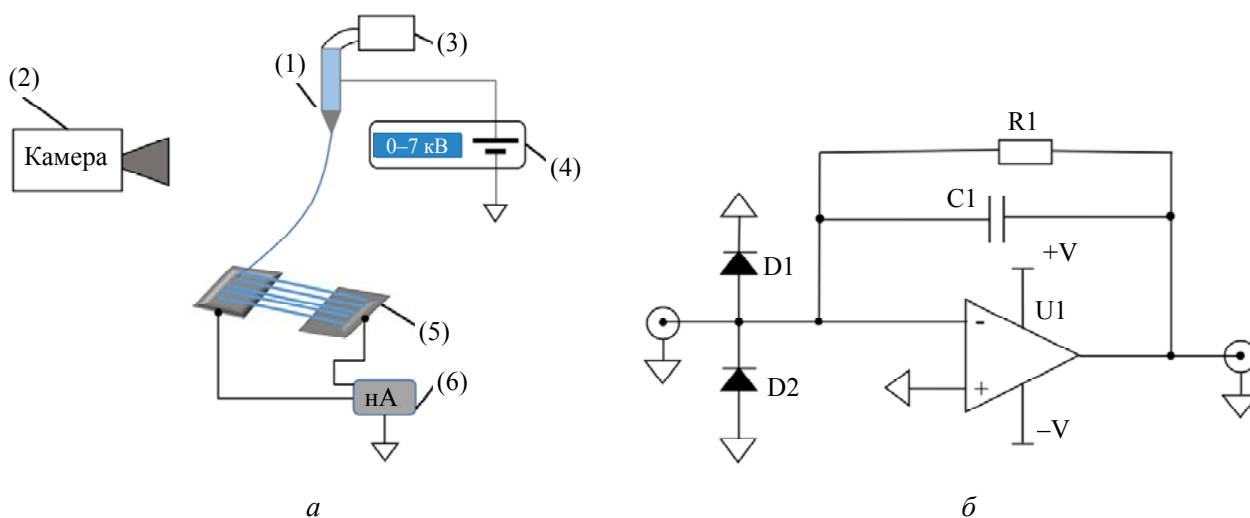 (1)
(2)
(3)
Камера
0–7 кВ
(4)
(5)
(6)
нА
R1
C1
+V
D1
U1
-
+
D2
–V
а
б